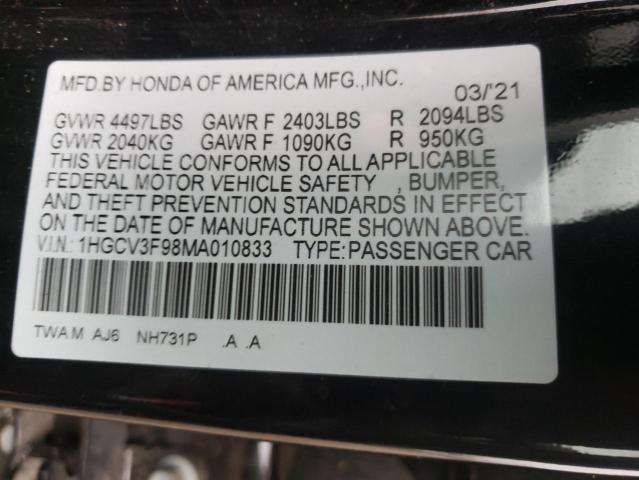 MFD.BY HONDA OF AMERICA MFG.,INC.
03/'21
GVWR 4497LBS GAWR F 2403LBS R 2094LBS
GVWR 2040KG GAWR F 1090KG R 950KG
THIS VEHICLE CONFORMS TO ALL APPLICABLE
FEDERAL MOTOR VEHICLE SAFETY , BUMPER,
AND THEFT PREVENTION STANDARDS IN EFFECT
ON THE DATE OF MANUFACTURE SHOWN ABOVE.
V.I.N.: 1HGCV3F98MA010833 TYPE:PASSENGER CAR
TWA M AJ6 NH731P .A .A